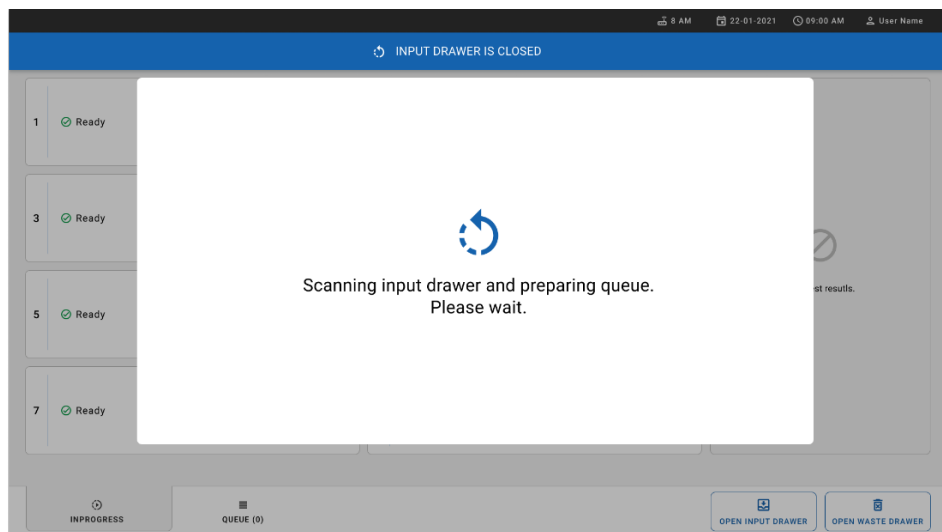 8 AM 22-01-2021 09:00 AM User Name
INPUT DRAWER IS CLOSED
1 Ready
3 Ready
5 Ready
7 Ready
Scanning input drawer and preparing queue.
Please wait.
st resutls.
INPROGRESS
QUEUE (0)
OPEN INPUT DRAWER
OPEN WASTE DRAWER